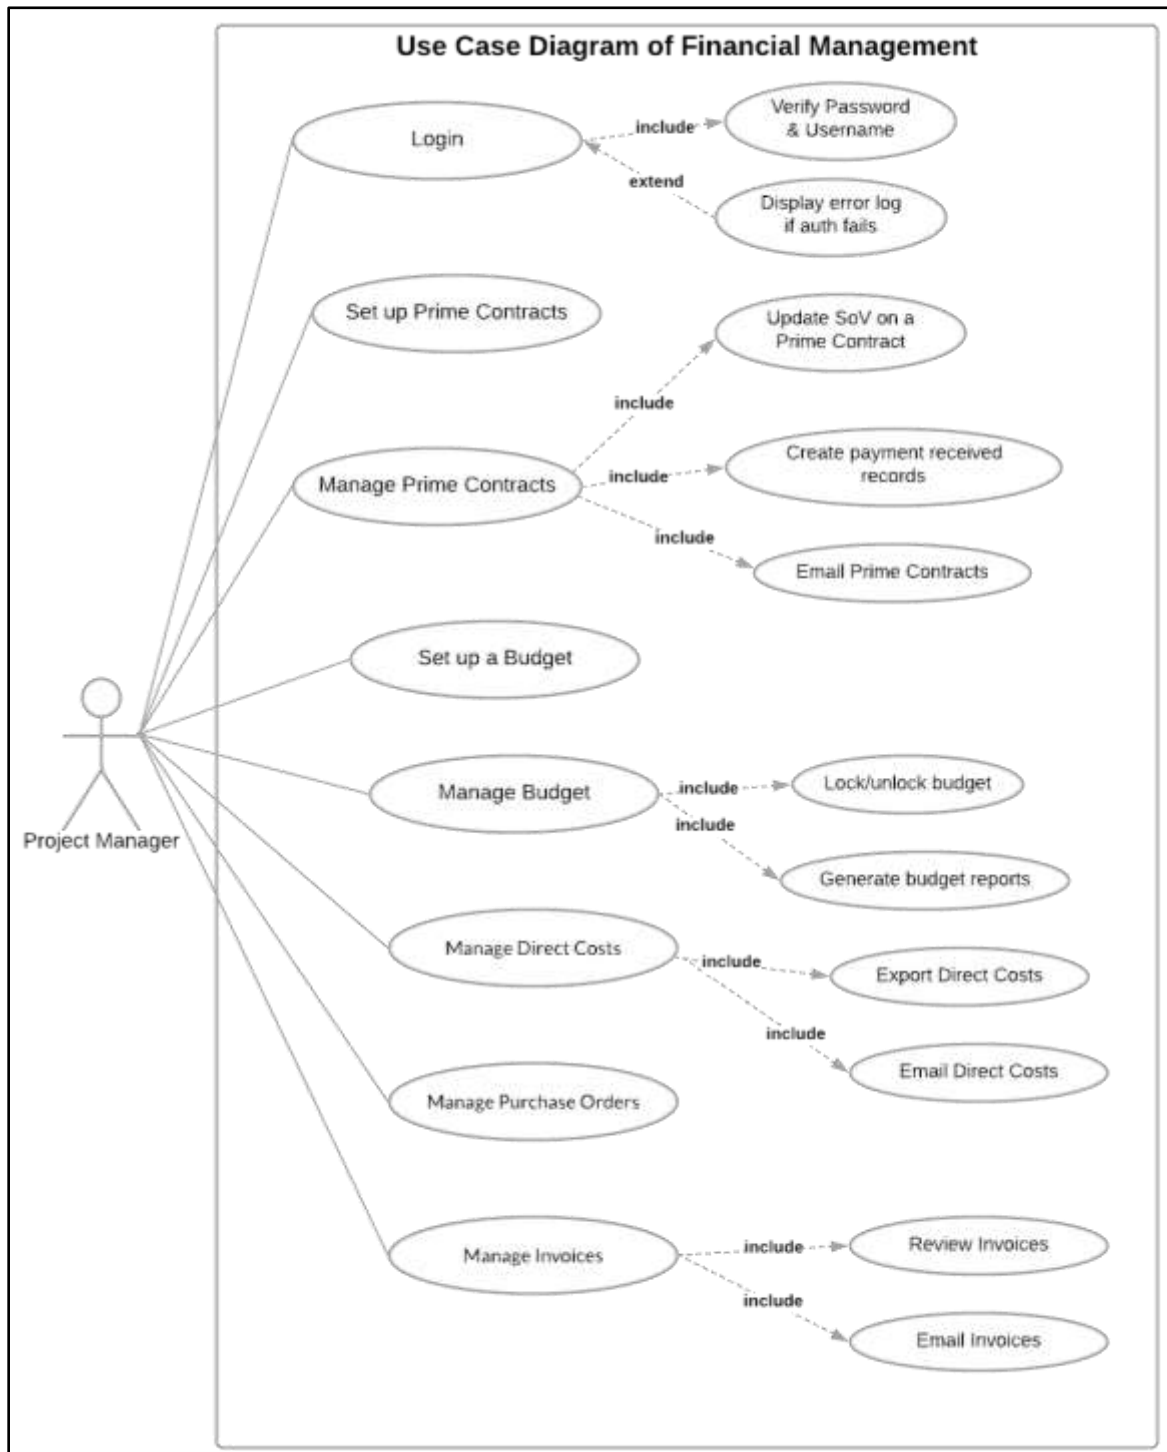 Use Case Diagram of Financial Management
Login
include
Verify Password
& Username
extend
Display error log
if auth fails
Set up Prime Contracts
Update SoV on a
Prime Contract
include
Manage Prime Contracts
include
Create payment received
records
include
Email Prime Contracts
Set up a Budget
Project Manager
Manage Budget
include
Lock/unlock budget
include
Generate budget reports
Manage Direct Costs
include
Export Direct Costs
include
Email Direct Costs
Manage Purchase Orders
Manage Invoices
include
Review Invoices
include
Email Invoices